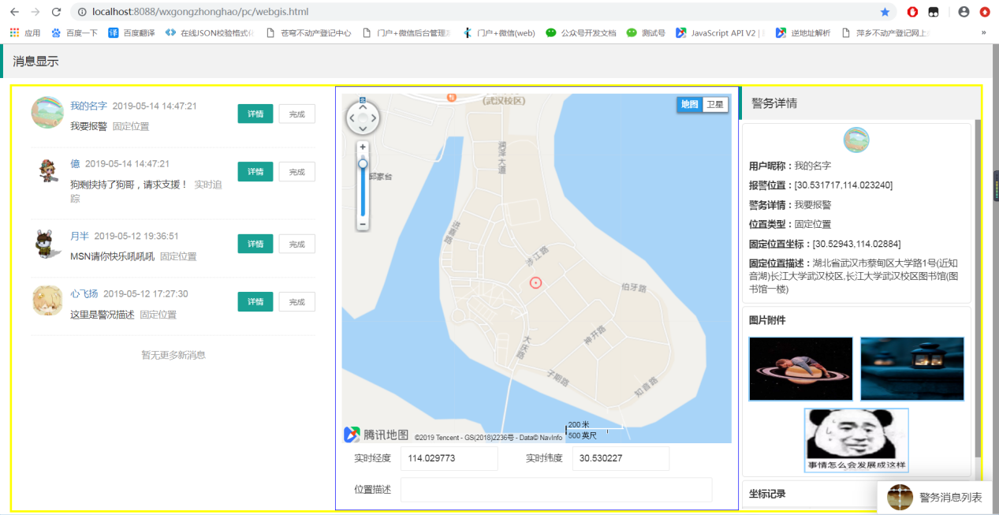 localhost:8088/wxgongzhonghao/pc/webgis.html
应用 百度一下 译 百度翻译 在线JSON校验格式化 苍穹不动产登记中心 门户+微信后台管理 门户+微信(web) 公众号开发文档 测试号 JavaScript API V2 | 逆地址解析 萍乡不动产登记网上 »
消息显示
我的名字 2019-05-14 14:47:21
我要报警 固定位置
详情 完成
億 2019-05-14 14:47:21
狗剩挟持了狗哥，请求支援！ 实时追
踪
详情 完成
月半 2019-05-12 19:36:51
MSN请你快乐吼吼吼 固定位置
详情 完成
心飞扬 2019-05-12 17:27:30
这里是警况描述 固定位置
详情 完成
暂无更多新消息
北
(武汉校区)
地图 卫星
邱家台
润泽大道
洪喜路
涉江路
伯牙路
大庆路
神开路
子期路
知音路
腾讯地图 ©2019 Tencent - GS(2018)2236号 - Data© NavInfo
200 米
500 英尺
实时经度 114.029773 实时纬度 30.530227
位置描述
警务详情
用户昵称：我的名字
报警位置：[30.531717,114.023240]
警务详情：我要报警
位置类型：固定位置
固定位置坐标：[30.52943,114.02884]
固定位置描述：湖北省武汉市蔡甸区大学路1号(近知
音湖)长江大学武汉校区,长江大学武汉校区图书馆(图
书馆一楼)
图片附件
事情怎么会发展成这样
坐标记录
警务消息列表